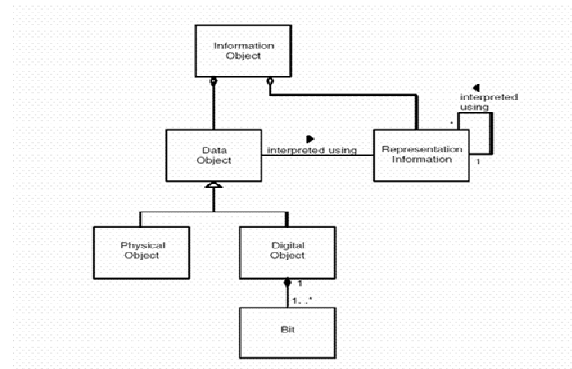 Information
Object
interpreted
using
*
1
Data
Object
interpreted using
Representation
Information
Physical
Object
Digital
Object
1
1..*
Bit